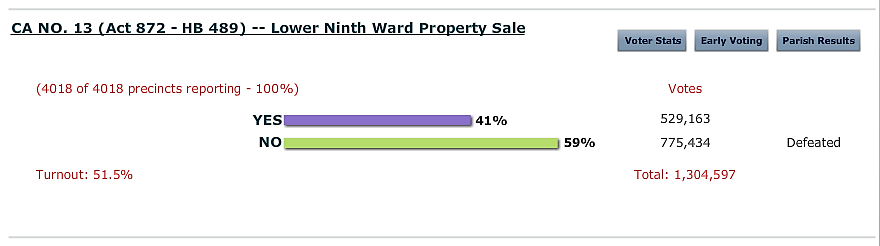 CA NO. 13 (Act 872 - HB 489) -- Lower Ninth Ward Property Sale
Voter Stats Early Voting Parish Results
(4018 of 4018 precincts reporting - 100%) Votes
YES 41% 529,163
NO 59% 775,434 Defeated
Turnout: 51.5% Total: 1,304,597